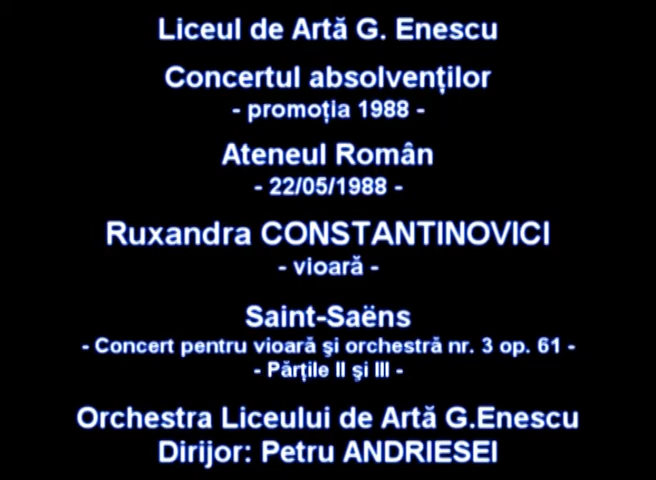 Liceul de Artă G. Enescu
Concertul absolvenților
- promoția 1988 -
Ateneul Român
- 22/05/1988 -
Ruxandra CONSTANTINOVICI
- vioară -
Saint-Saëns
- Concert pentru vioară şi orchestră nr. 3 op. 61 -
- Părțile II şi III -
Orchestra Liceului de Artă G.Enescu
Dirijor: Petru ANDRIESEI